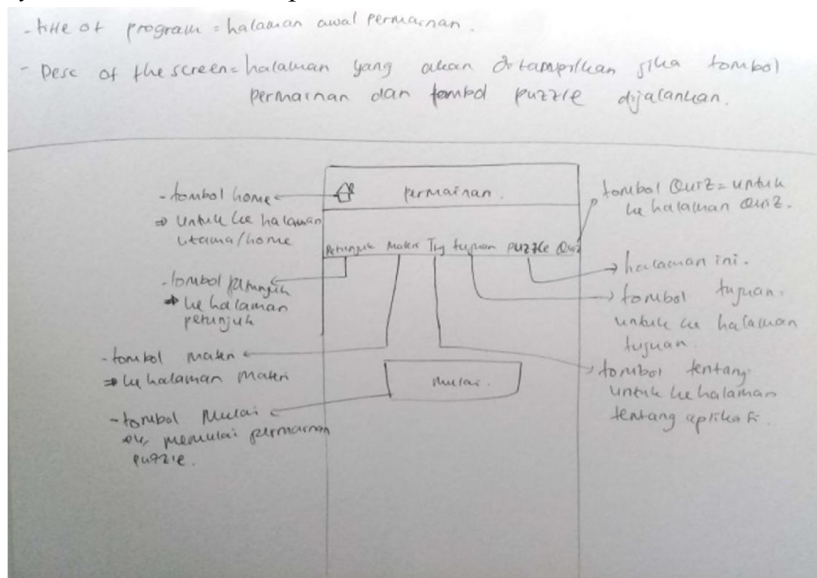 - title of program = halaman awal permainan.
- Desc of the screen = halaman yang akan ditampilkan jika tombol
permainan dan tombol puzzle dijalankan.
- tombol home
⇒ untuk ke halaman
utama/home
permainan.
tombol Quiz = untuk
ke halaman Quiz.
Petunjuk Materi Ttg tujuan puzzle Quiz
- tombol petunjuk
⇒ ke halaman
petunjuk
halaman ini.
tombol tujuan.
untuk ke halaman
tujuan.
- tombol materi
⇒ ke halaman materi
mulai.
tombol tentang
untuk ke halaman
tentang aplikasi.
- tombol mulai
memulai permainan
puzzle.